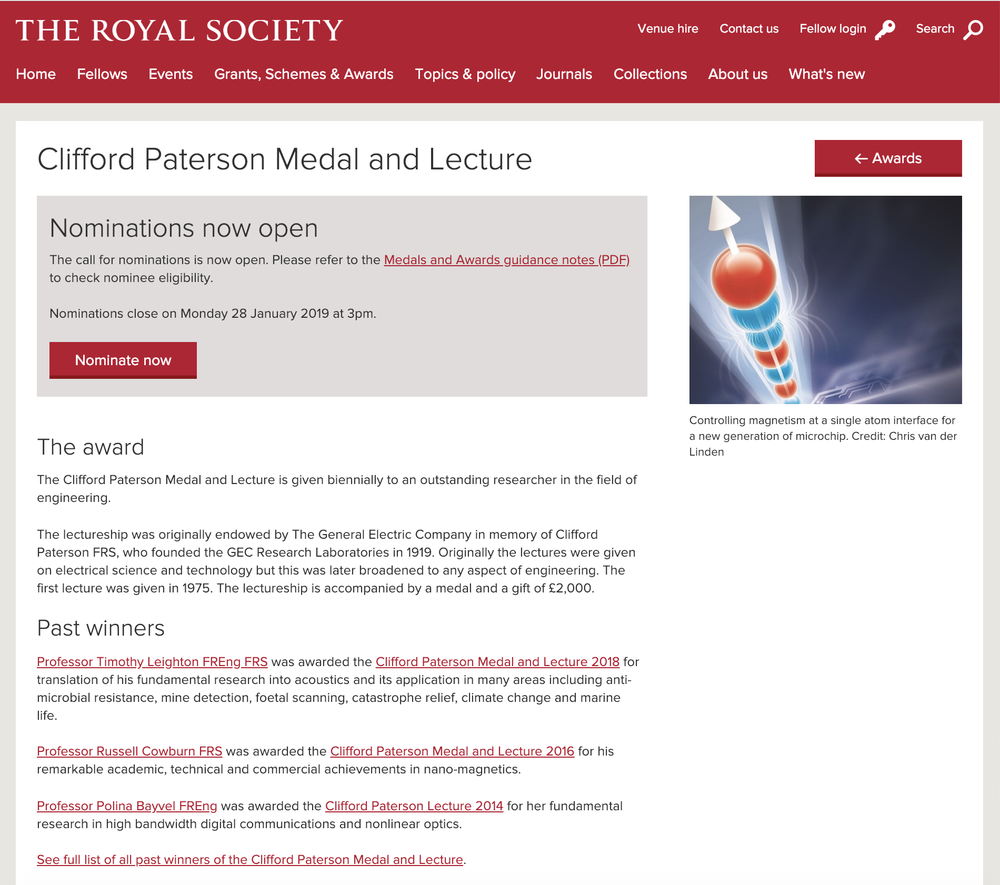 THE ROYAL SOCIETY
Venue hire
Contact us
Fellow login
Search
Home
Fellows
Events
Grants, Schemes & Awards
Topics & policy
Journals
Collections
About us
What's new
Clifford Paterson Medal and Lecture
← Awards
Nominations now open
The call for nominations is now open. Please refer to the Medals and Awards guidance notes (PDF)
to check nominee eligibility.
Nominations close on Monday 28 January 2019 at 3pm.
Nominate now
Controlling magnetism at a single atom interface for
a new generation of microchip. Credit: Chris van der
Linden
The award
The Clifford Paterson Medal and Lecture is given biennially to an outstanding researcher in the field of
engineering.
The lectureship was originally endowed by The General Electric Company in memory of Clifford
Paterson FRS, who founded the GEC Research Laboratories in 1919. Originally the lectures were given
on electrical science and technology but this was later broadened to any aspect of engineering. The
first lecture was given in 1975. The lectureship is accompanied by a medal and a gift of £2,000.
Past winners
Professor Timothy Leighton FREng FRS was awarded the Clifford Paterson Medal and Lecture 2018 for
translation of his fundamental research into acoustics and its application in many areas including anti-
microbial resistance, mine detection, foetal scanning, catastrophe relief, climate change and marine
life.
Professor Russell Cowburn FRS was awarded the Clifford Paterson Medal and Lecture 2016 for his
remarkable academic, technical and commercial achievements in nano-magnetics.
Professor Polina Bayvel FREng was awarded the Clifford Paterson Lecture 2014 for her fundamental
research in high bandwidth digital communications and nonlinear optics.
See full list of all past winners of the Clifford Paterson Medal and Lecture.